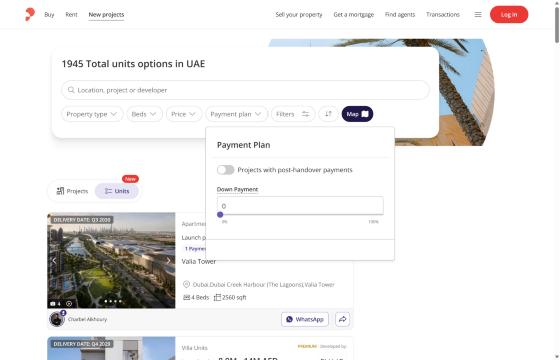 Buy Rent New projects Sell your property Get a mortgage Find agents Transactions Log in
1945 Total units options in UAE
Location, project or developer
Property type Beds Price Payment plan Filters Map
Payment Plan
Projects with post-handover payments
Down Payment
0
0% 100%
New
Projects Units
DELIVERY DATE: Q3 2030
Apartmen
Launch p
1 Payme
Valia Tower
Dubai,Dubai Creek Harbour (The Lagoons),Valia Tower
4 Beds 2560 sqft
4
Charbel Alkhoury
WhatsApp
DELIVERY DATE: Q4 2029
Villa Units
PREMIUM Developed by